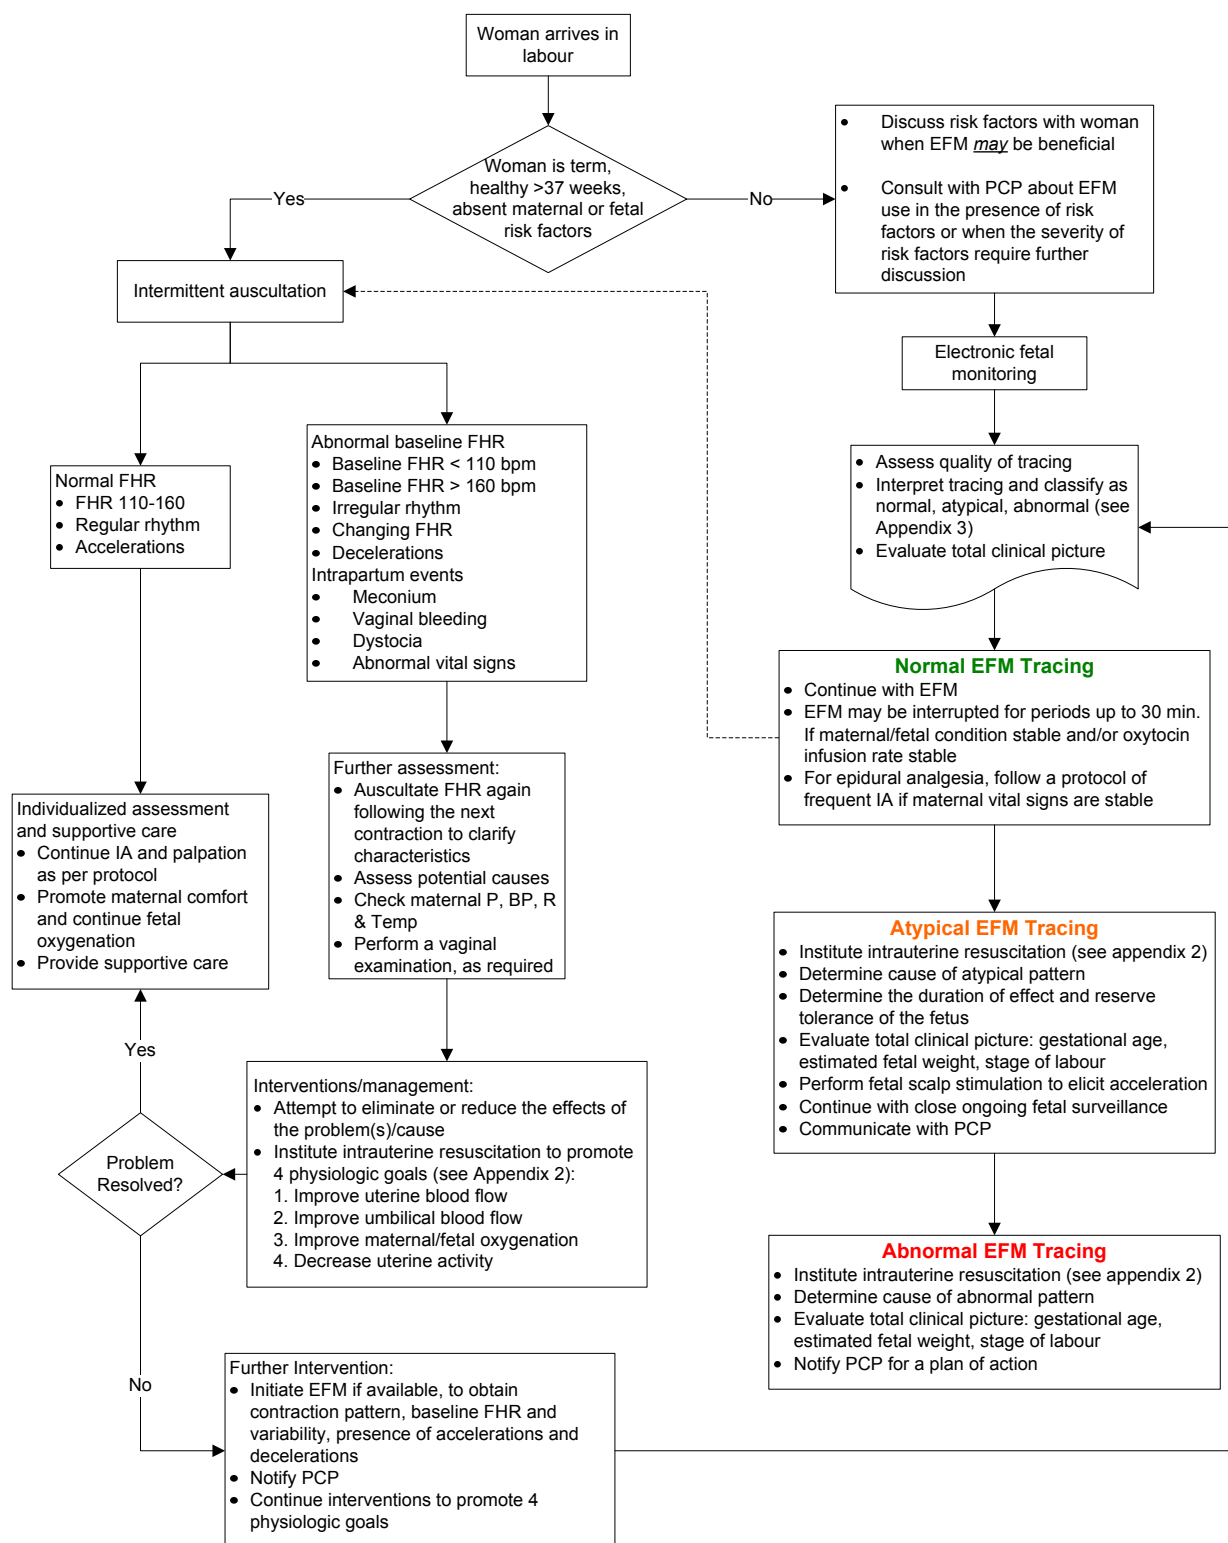 Woman arrives in
labour
Woman is term,
healthy >37 weeks,
absent maternal or fetal
risk factors
Yes
No
• Discuss risk factors with woman
when EFM may be beneficial
• Consult with PCP about EFM
use in the presence of risk
factors or when the severity of
risk factors require further
discussion
Intermittent auscultation
Electronic fetal
monitoring
• Assess quality of tracing
• Interpret tracing and classify as
normal, atypical, abnormal (see
Appendix 3)
• Evaluate total clinical picture
Normal FHR
• FHR 110-160
• Regular rhythm
• Accelerations
Abnormal baseline FHR
• Baseline FHR < 110 bpm
• Baseline FHR > 160 bpm
• Irregular rhythm
• Changing FHR
• Decelerations
Intrapartum events
• Meconium
• Vaginal bleeding
• Dystocia
• Abnormal vital signs
Normal EFM Tracing
• Continue with EFM
• EFM may be interrupted for periods up to 30 min.
If maternal/fetal condition stable and/or oxytocin
infusion rate stable
• For epidural analgesia, follow a protocol of
frequent IA if maternal vital signs are stable
Further assessment:
• Auscultate FHR again
following the next
contraction to clarify
characteristics
• Assess potential causes
• Check maternal P, BP, R
& Temp
• Perform a vaginal
examination, as required
Individualized assessment
and supportive care
• Continue IA and palpation
as per protocol
• Promote maternal comfort
and continue fetal
oxygenation
• Provide supportive care
Atypical EFM Tracing
• Institute intrauterine resuscitation (see appendix 2)
• Determine cause of atypical pattern
• Determine the duration of effect and reserve
tolerance of the fetus
• Evaluate total clinical picture: gestational age,
estimated fetal weight, stage of labour
• Perform fetal scalp stimulation to elicit acceleration
• Continue with close ongoing fetal surveillance
• Communicate with PCP
Yes
Interventions/management:
• Attempt to eliminate or reduce the effects of
the problem(s)/cause
• Institute intrauterine resuscitation to promote
4 physiologic goals (see Appendix 2):
1. Improve uterine blood flow
2. Improve umbilical blood flow
3. Improve maternal/fetal oxygenation
4. Decrease uterine activity
Problem
Resolved?
Abnormal EFM Tracing
• Institute intrauterine resuscitation (see appendix 2)
• Determine cause of abnormal pattern
• Evaluate total clinical picture: gestational age,
estimated fetal weight, stage of labour
• Notify PCP for a plan of action
No
Further Intervention:
• Initiate EFM if available, to obtain
contraction pattern, baseline FHR and
variability, presence of accelerations and
decelerations
• Notify PCP
• Continue interventions to promote 4
physiologic goals